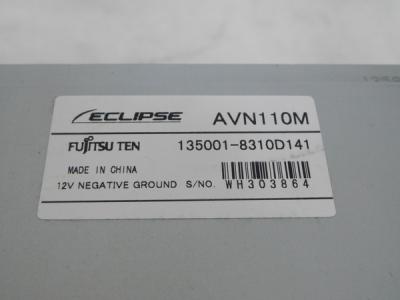 ECLIPSE AVN110M
FUJITSU TEN 135001-8310D141
MADE IN CHINA
12V NEGATIVE GROUND S/NO. WH303864